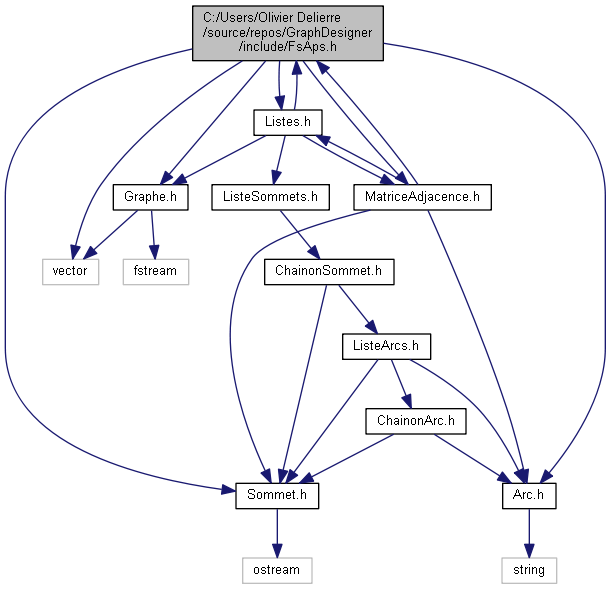 C:/Users/Olivier Delierre
/source/repos/GraphDesigner
/include/FsAps.h
Listes.h
Graphe.h
ListeSommets.h
MatriceAdjacence.h
vector
fstream
ChainonSommet.h
ListeArcs.h
ChainonArc.h
Sommet.h
Arc.h
ostream
string